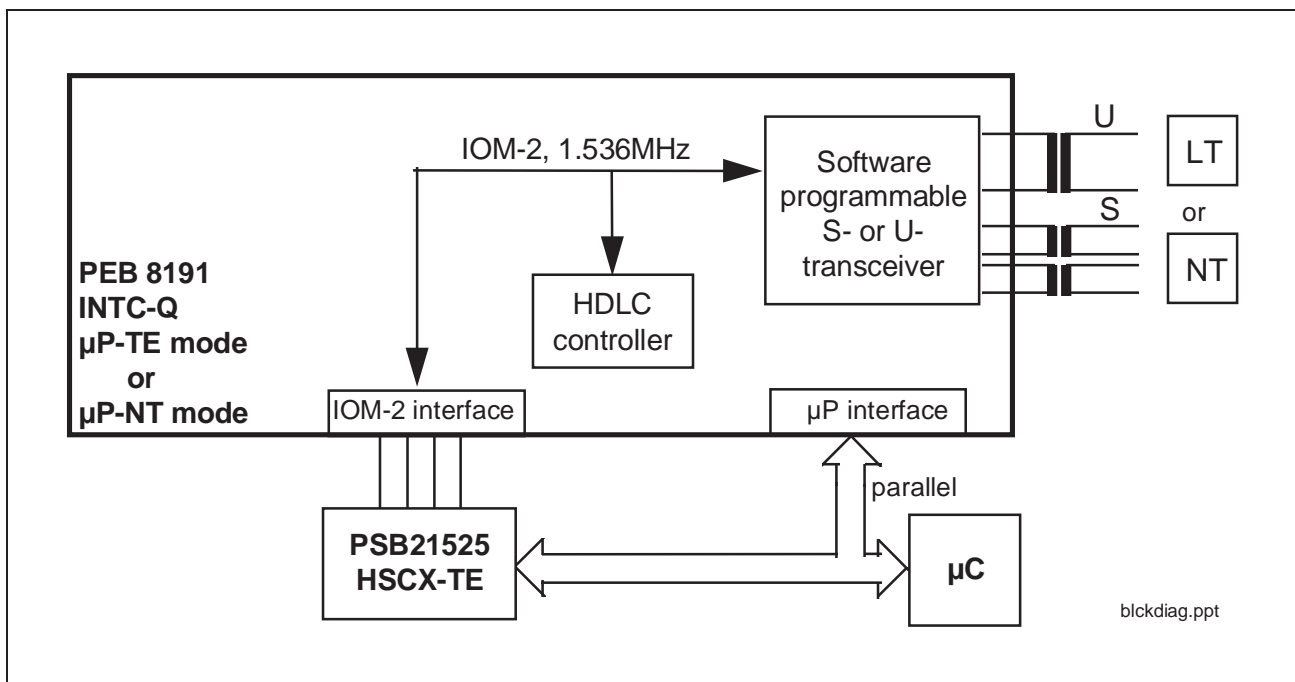 IOM-2, 1.536MHz
Software
programmable
S- or U-
transceiver
U
LT
S
or
NT
PEB 8191
INTC-Q
µP-TE mode
or
µP-NT mode
HDLC
controller
IOM-2 interface
µP interface
parallel
PSB21525
HSCX-TE
µC
blckdiag.ppt